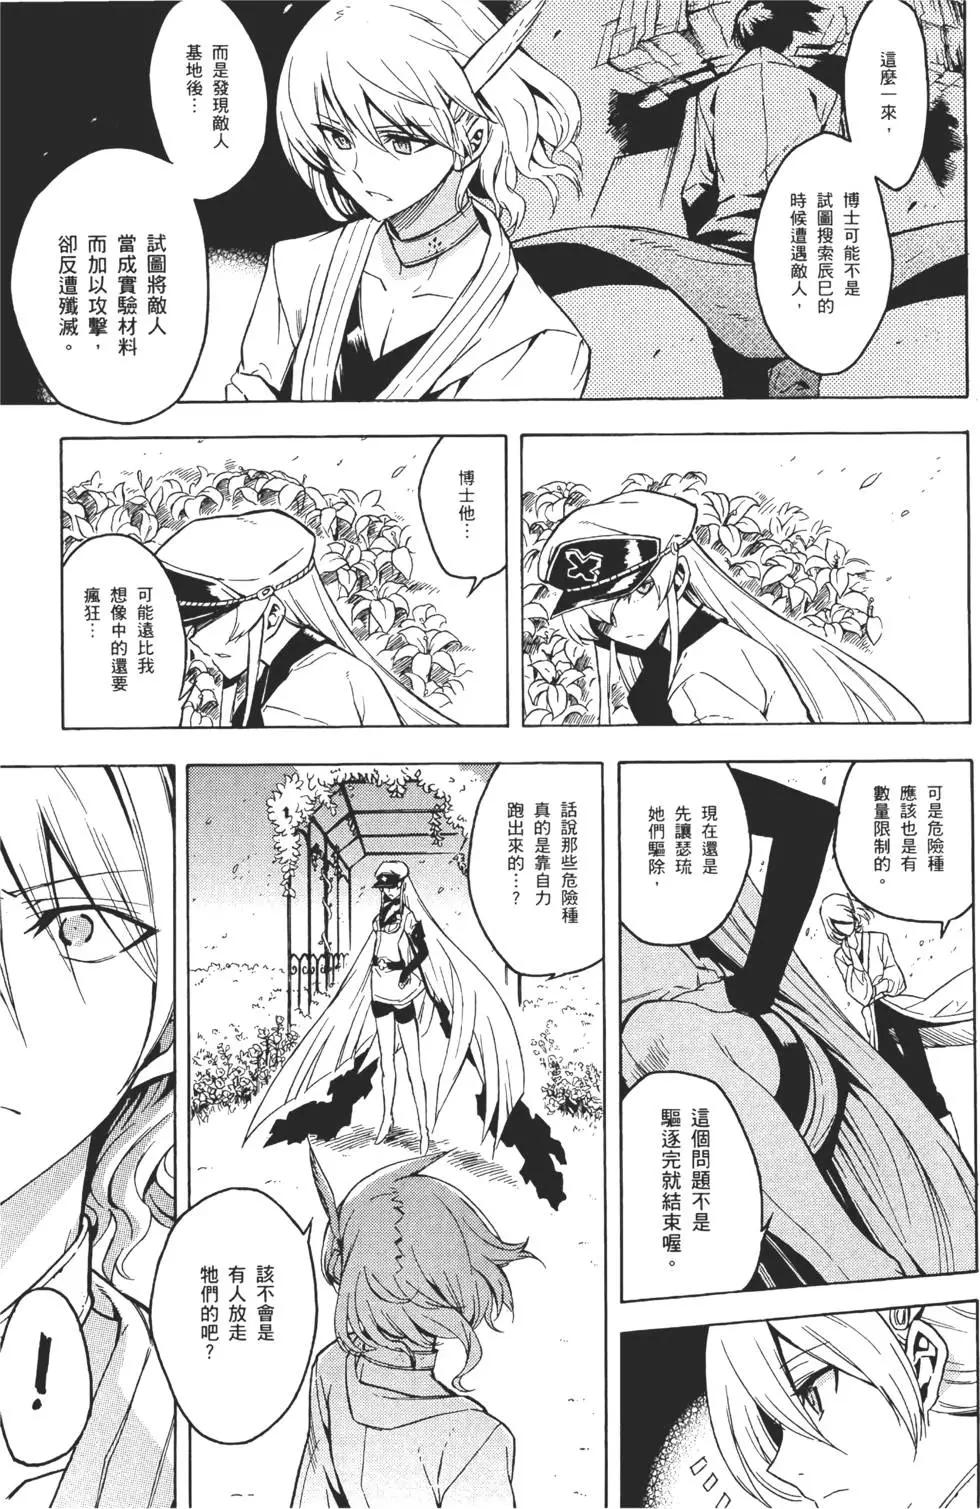 這麼一來，
博士可能不是
試圖搜索辰巳的
時候遭遇敵人，
而是發現敵人
基地後…
試圖將敵人
當成實驗材料
而加以攻擊，
卻反遭殲滅。
博士他…
可能遠比我
想像中的還要
瘋狂…
可是危險種
應該也是有
數量限制的。
現在還是
先讓瑟琉
她們驅除，
這個問題不是
驅逐完就結束喔。
話說那些危險種
真的是靠自力
跑出來的…？
該不會是
有人放走
牠們的吧？
！